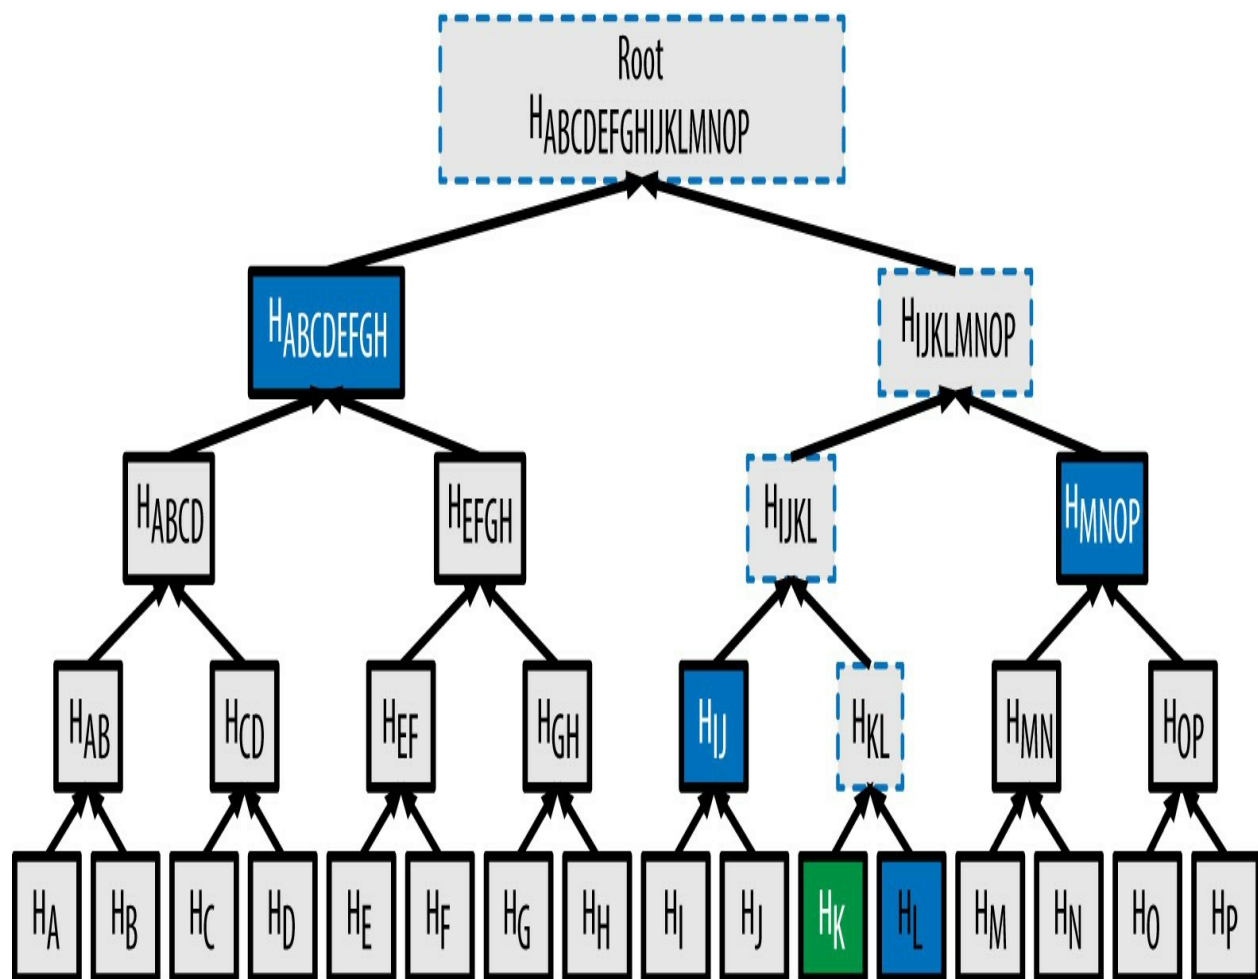 Root
HABCDEFGHIJKLMNOP
HABCDEFGH
HIJKLMNOP
HABCD
HEFGH
HIJKL
HMNOP
HAB
HCD
HEF
HGH
HIJ
HKL
HMN
HOP
HA
HB
HC
HD
HE
HF
HG
HH
HI
HJ
HK
HL
HM
HN
HO
HP